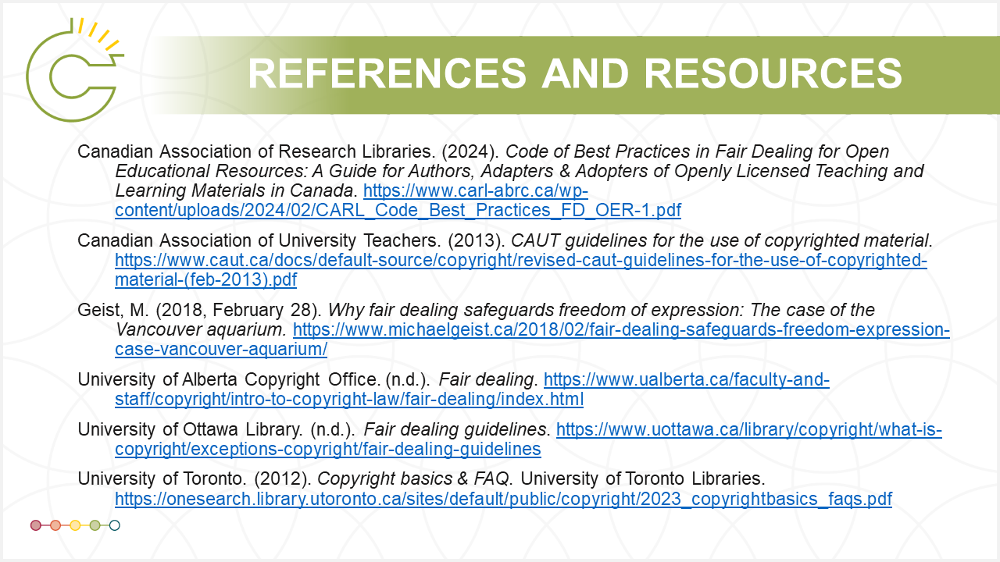 REFERENCES AND RESOURCES
Canadian Association of Research Libraries. (2024). Code of Best Practices in Fair Dealing for Open
Educational Resources: A Guide for Authors, Adapters & Adopters of Openly Licensed Teaching and
Learning Materials in Canada. https://www.carl-abrc.ca/wp-
content/uploads/2024/02/CARL_Code_Best_Practices_FD_OER-1.pdf
Canadian Association of University Teachers. (2013). CAUT guidelines for the use of copyrighted material.
https://www.caut.ca/docs/default-source/copyright/revised-caut-guidelines-for-the-use-of-copyrighted-
material-(feb-2013).pdf
Geist, M. (2018, February 28). Why fair dealing safeguards freedom of expression: The case of the
Vancouver aquarium. https://www.michaelgeist.ca/2018/02/fair-dealing-safeguards-freedom-expression-
case-vancouver-aquarium/
University of Alberta Copyright Office. (n.d.). Fair dealing. https://www.ualberta.ca/faculty-and-
staff/copyright/intro-to-copyright-law/fair-dealing/index.html
University of Ottawa Library. (n.d.). Fair dealing guidelines. https://www.uottawa.ca/library/copyright/what-is-
copyright/exceptions-copyright/fair-dealing-guidelines
University of Toronto. (2012). Copyright basics & FAQ. University of Toronto Libraries.
https://onesearch.library.utoronto.ca/sites/default/public/copyright/2023_copyrightbasics_faqs.pdf